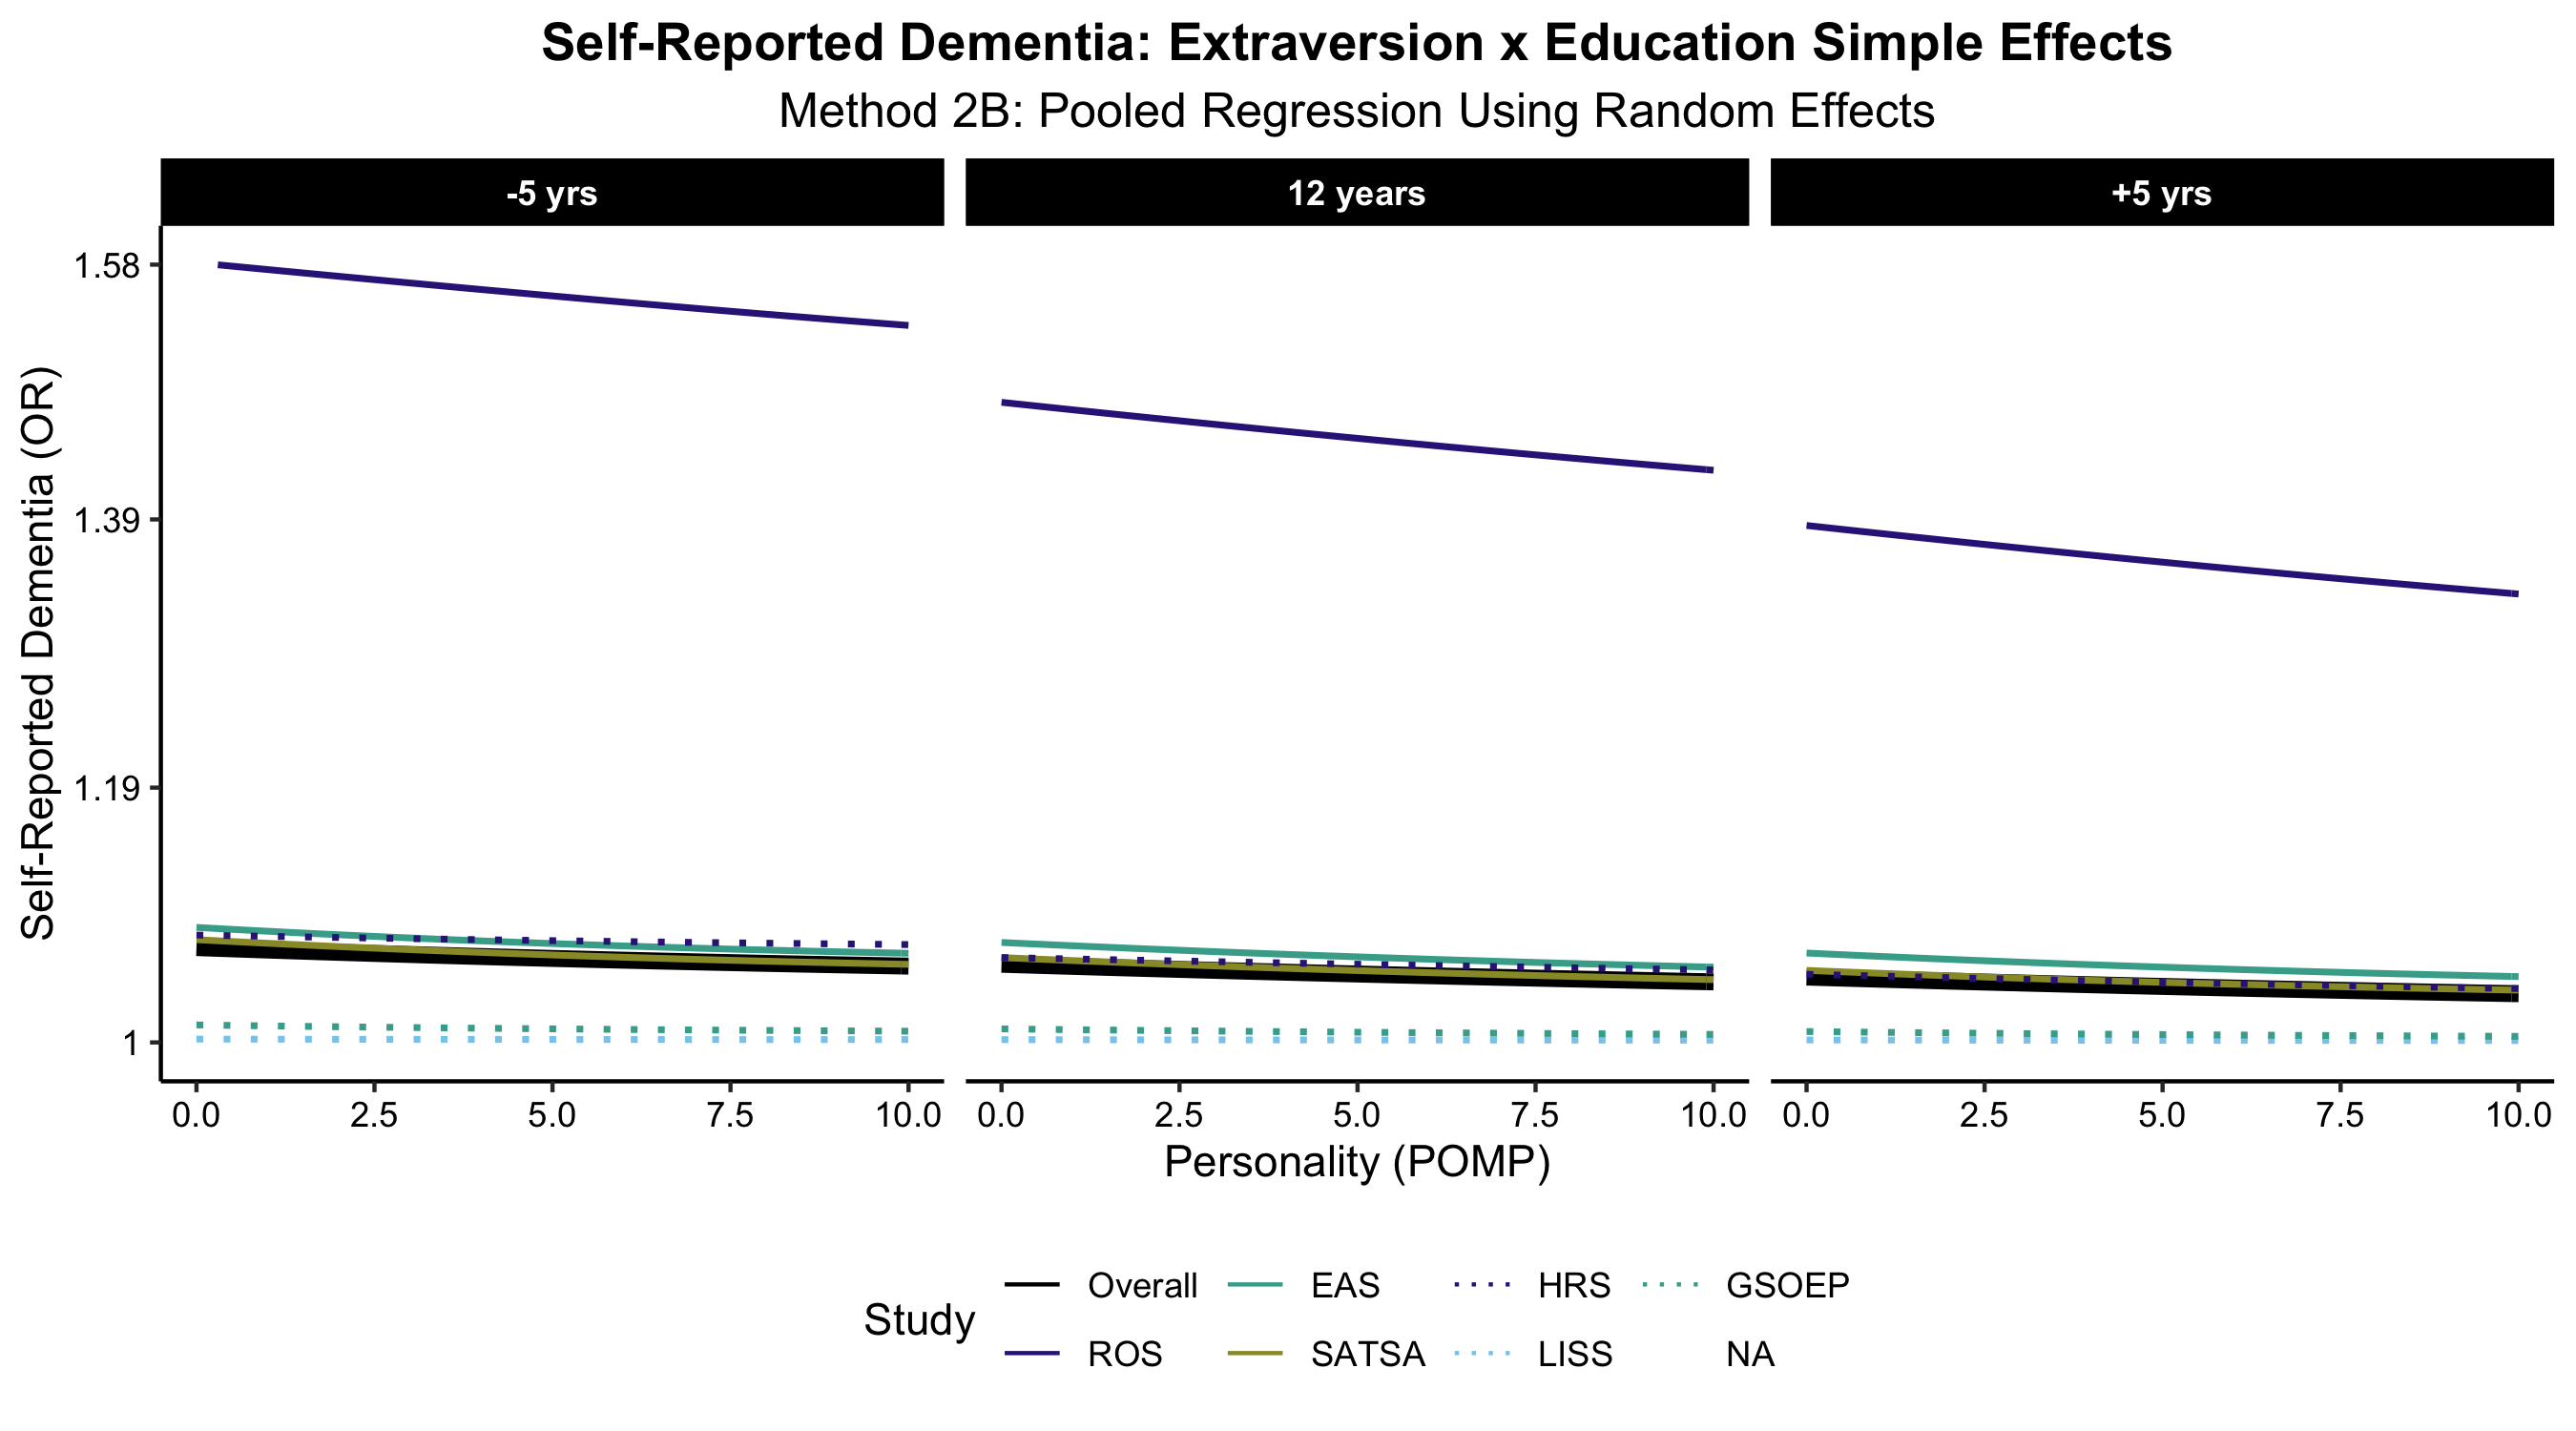 Self-Reported Dementia: Extraversion x Education Simple Effects
Method 2B: Pooled Regression Using Random Effects
-5 yrs
12 years
+5 yrs
Self-Reported Dementia (OR)
1.58
1.39
1.19
1
0.0 2.5 5.0 7.5 10.0
0.0 2.5 5.0 7.5 10.0
0.0 2.5 5.0 7.5 10.0
Personality (POMP)
Study
Overall EAS HRS GSOEP
ROS SATSA LISS NA